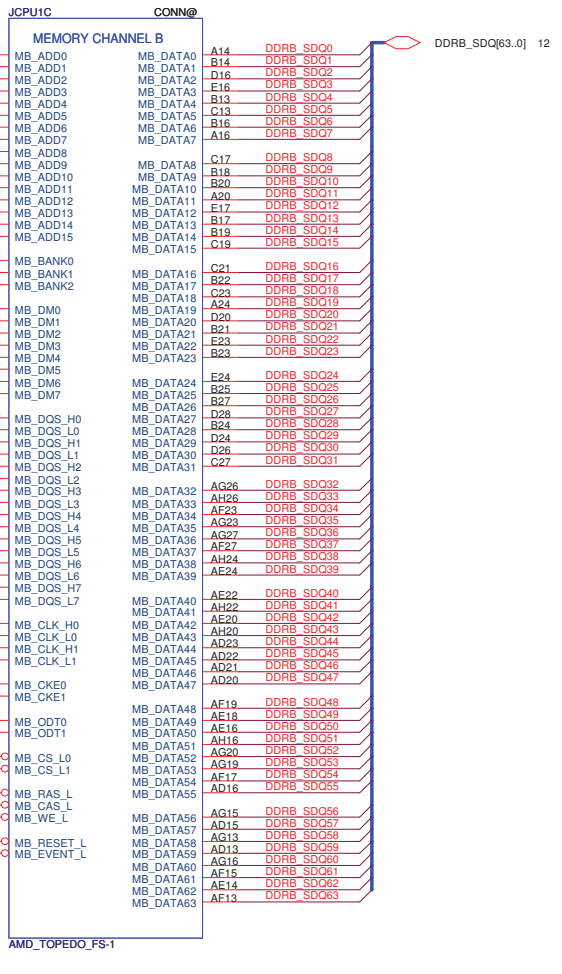 JCPU1C CONN@
MEMORY CHANNEL B
DDRB_SDQ[63..0] 12
MB_ADD0 MB_DATA0 A14 DDRB_SDQ0
MB_ADD1 MB_DATA1 B14 DDRB_SDQ1
MB_ADD2 MB_DATA2 D16 DDRB_SDQ2
MB_ADD3 MB_DATA3 E16 DDRB_SDQ3
MB_ADD4 MB_DATA4 B13 DDRB_SDQ4
MB_ADD5 MB_DATA5 C13 DDRB_SDQ5
MB_ADD6 MB_DATA6 B16 DDRB_SDQ6
MB_ADD7 MB_DATA7 A16 DDRB_SDQ7
MB_ADD8
MB_ADD9 MB_DATA8 C17 DDRB_SDQ8
MB_ADD10 MB_DATA9 B18 DDRB_SDQ9
MB_ADD11 MB_DATA10 B20 DDRB_SDQ10
MB_ADD12 MB_DATA11 A20 DDRB_SDQ11
MB_ADD13 MB_DATA12 E17 DDRB_SDQ12
MB_ADD14 MB_DATA13 B17 DDRB_SDQ13
MB_ADD15 MB_DATA14 B19 DDRB_SDQ14
MB_DATA15 C19 DDRB_SDQ15
MB_BANK0
MB_BANK1 MB_DATA16 C21 DDRB_SDQ16
MB_BANK2 MB_DATA17 B22 DDRB_SDQ17
MB_DATA18 C23 DDRB_SDQ18
MB_DM0 MB_DATA19 A24 DDRB_SDQ19
MB_DM1 MB_DATA20 D20 DDRB_SDQ20
MB_DM2 MB_DATA21 B21 DDRB_SDQ21
MB_DM3 MB_DATA22 E23 DDRB_SDQ22
MB_DM4 MB_DATA23 B23 DDRB_SDQ23
MB_DM5
MB_DM6 MB_DATA24 E24 DDRB_SDQ24
MB_DM7 MB_DATA25 B25 DDRB_SDQ25
MB_DATA26 B27 DDRB_SDQ26
MB_DQS_H0 MB_DATA27 D28 DDRB_SDQ27
MB_DQS_L0 MB_DATA28 B24 DDRB_SDQ28
MB_DQS_H1 MB_DATA29 D24 DDRB_SDQ29
MB_DQS_L1 MB_DATA30 D26 DDRB_SDQ30
MB_DQS_H2 MB_DATA31 C27 DDRB_SDQ31
MB_DQS_L2
MB_DQS_H3 MB_DATA32 AG26 DDRB_SDQ32
MB_DQS_L3 MB_DATA33 AH26 DDRB_SDQ33
MB_DQS_H4 MB_DATA34 AF23 DDRB_SDQ34
MB_DQS_L4 MB_DATA35 AG23 DDRB_SDQ35
MB_DQS_H5 MB_DATA36 AG27 DDRB_SDQ36
MB_DQS_L5 MB_DATA37 AF27 DDRB_SDQ37
MB_DQS_H6 MB_DATA38 AH24 DDRB_SDQ38
MB_DQS_L6 MB_DATA39 AE24 DDRB_SDQ39
MB_DQS_H7
MB_DQS_L7 MB_DATA40 AE22 DDRB_SDQ40
MB_DATA41 AH22 DDRB_SDQ41
MB_CLK_H0 MB_DATA42 AE20 DDRB_SDQ42
MB_CLK_L0 MB_DATA43 AH20 DDRB_SDQ43
MB_CLK_H1 MB_DATA44 AD23 DDRB_SDQ44
MB_CLK_L1 MB_DATA45 AD22 DDRB_SDQ45
MB_DATA46 AD21 DDRB_SDQ46
MB_CKE0 MB_DATA47 AD20 DDRB_SDQ47
MB_CKE1
MB_DATA48 AF19 DDRB_SDQ48
MB_ODT0 MB_DATA49 AE18 DDRB_SDQ49
MB_ODT1 MB_DATA50 AE16 DDRB_SDQ50
MB_DATA51 AH16 DDRB_SDQ51
MB_CS_L0 MB_DATA52 AG20 DDRB_SDQ52
MB_CS_L1 MB_DATA53 AG19 DDRB_SDQ53
MB_DATA54 AF17 DDRB_SDQ54
MB_RAS_L MB_DATA55 AD16 DDRB_SDQ55
MB_CAS_L
MB_WE_L MB_DATA56 AG15 DDRB_SDQ56
MB_DATA57 AD15 DDRB_SDQ57
MB_RESET_L MB_DATA58 AG13 DDRB_SDQ58
MB_EVENT_L MB_DATA59 AD13 DDRB_SDQ59
MB_DATA60 AG16 DDRB_SDQ60
MB_DATA61 AF15 DDRB_SDQ61
MB_DATA62 AE14 DDRB_SDQ62
MB_DATA63 AF13 DDRB_SDQ63
AMD_TOPEDO_FS-1